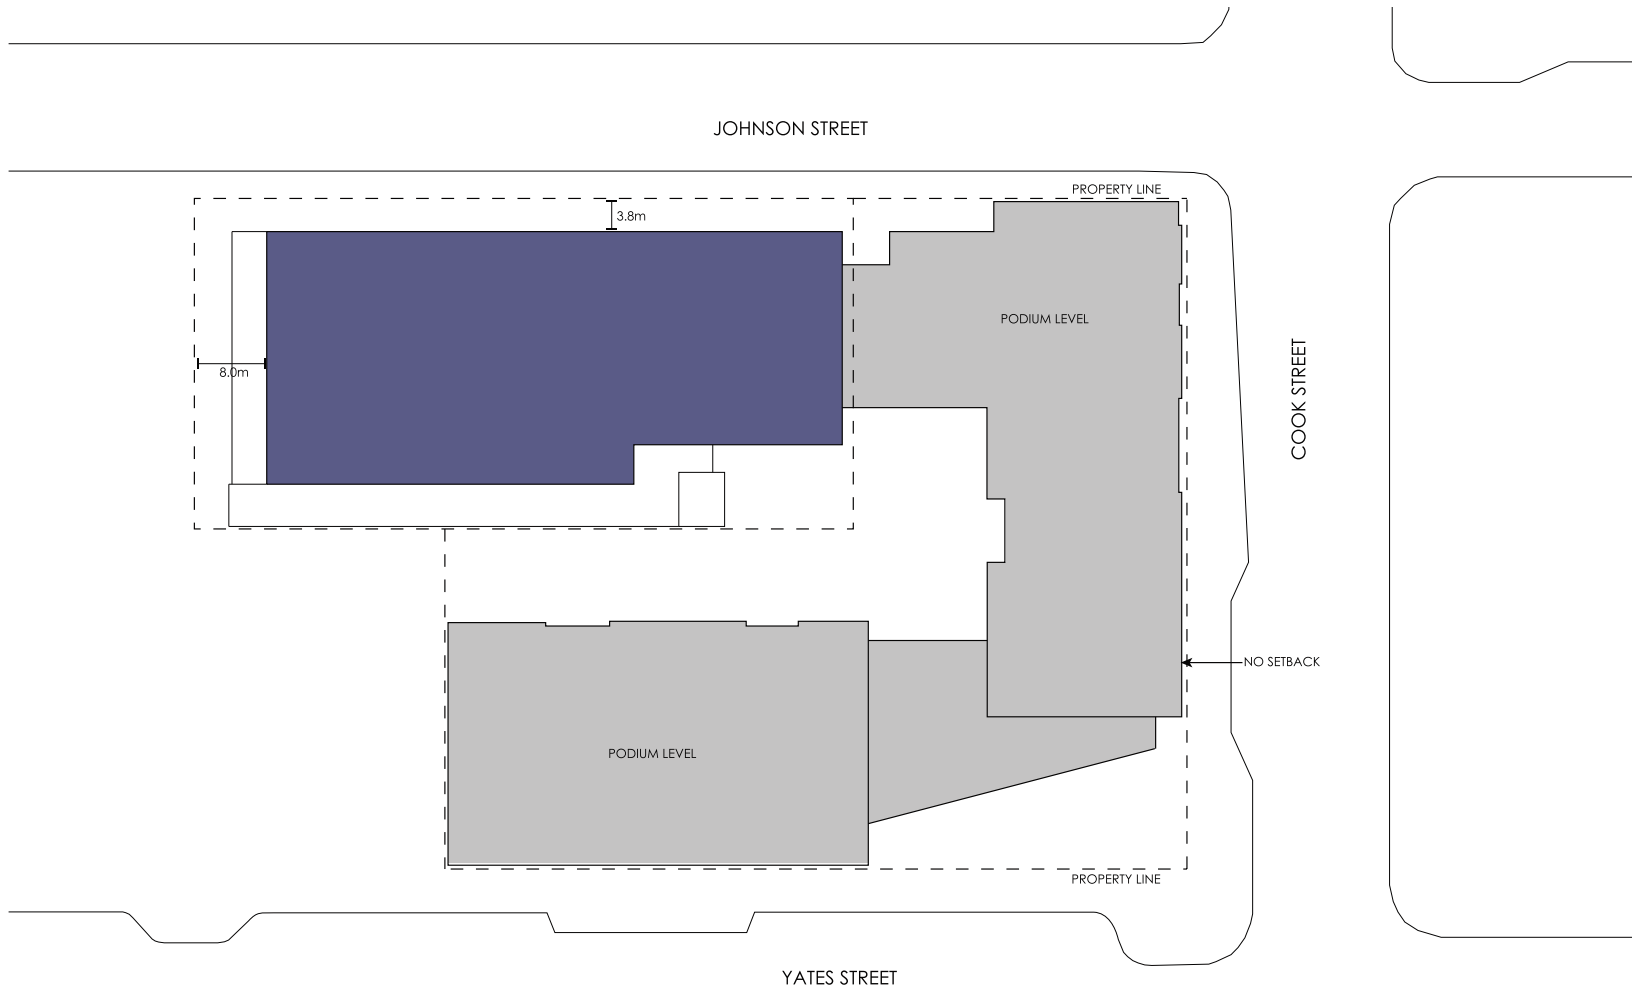 JOHNSON STREET
PROPERTY LINE
3.8m
PODIUM LEVEL
8.0m
COOK STREET
NO SETBACK
PODIUM LEVEL
PROPERTY LINE
YATES STREET